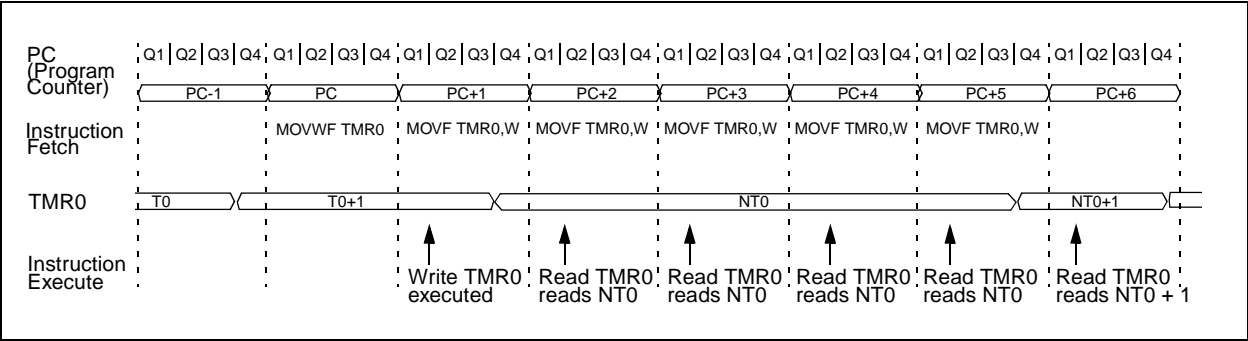 PC
(Program
Counter)
Q1 Q2 Q3 Q4 Q1 Q2 Q3 Q4 Q1 Q2 Q3 Q4 Q1 Q2 Q3 Q4 Q1 Q2 Q3 Q4 Q1 Q2 Q3 Q4 Q1 Q2 Q3 Q4 Q1 Q2 Q3 Q4
PC-1 PC PC+1 PC+2 PC+3 PC+4 PC+5 PC+6
Instruction
Fetch
MOVWF TMR0 MOVF TMR0,W MOVF TMR0,W MOVF TMR0,W MOVF TMR0,W MOVF TMR0,W
TMR0 T0 T0+1 NT0 NT0+1
Instruction
Execute
Write TMR0
executed
Read TMR0
reads NT0
Read TMR0
reads NT0
Read TMR0
reads NT0
Read TMR0
reads NT0
Read TMR0
reads NT0 + 1